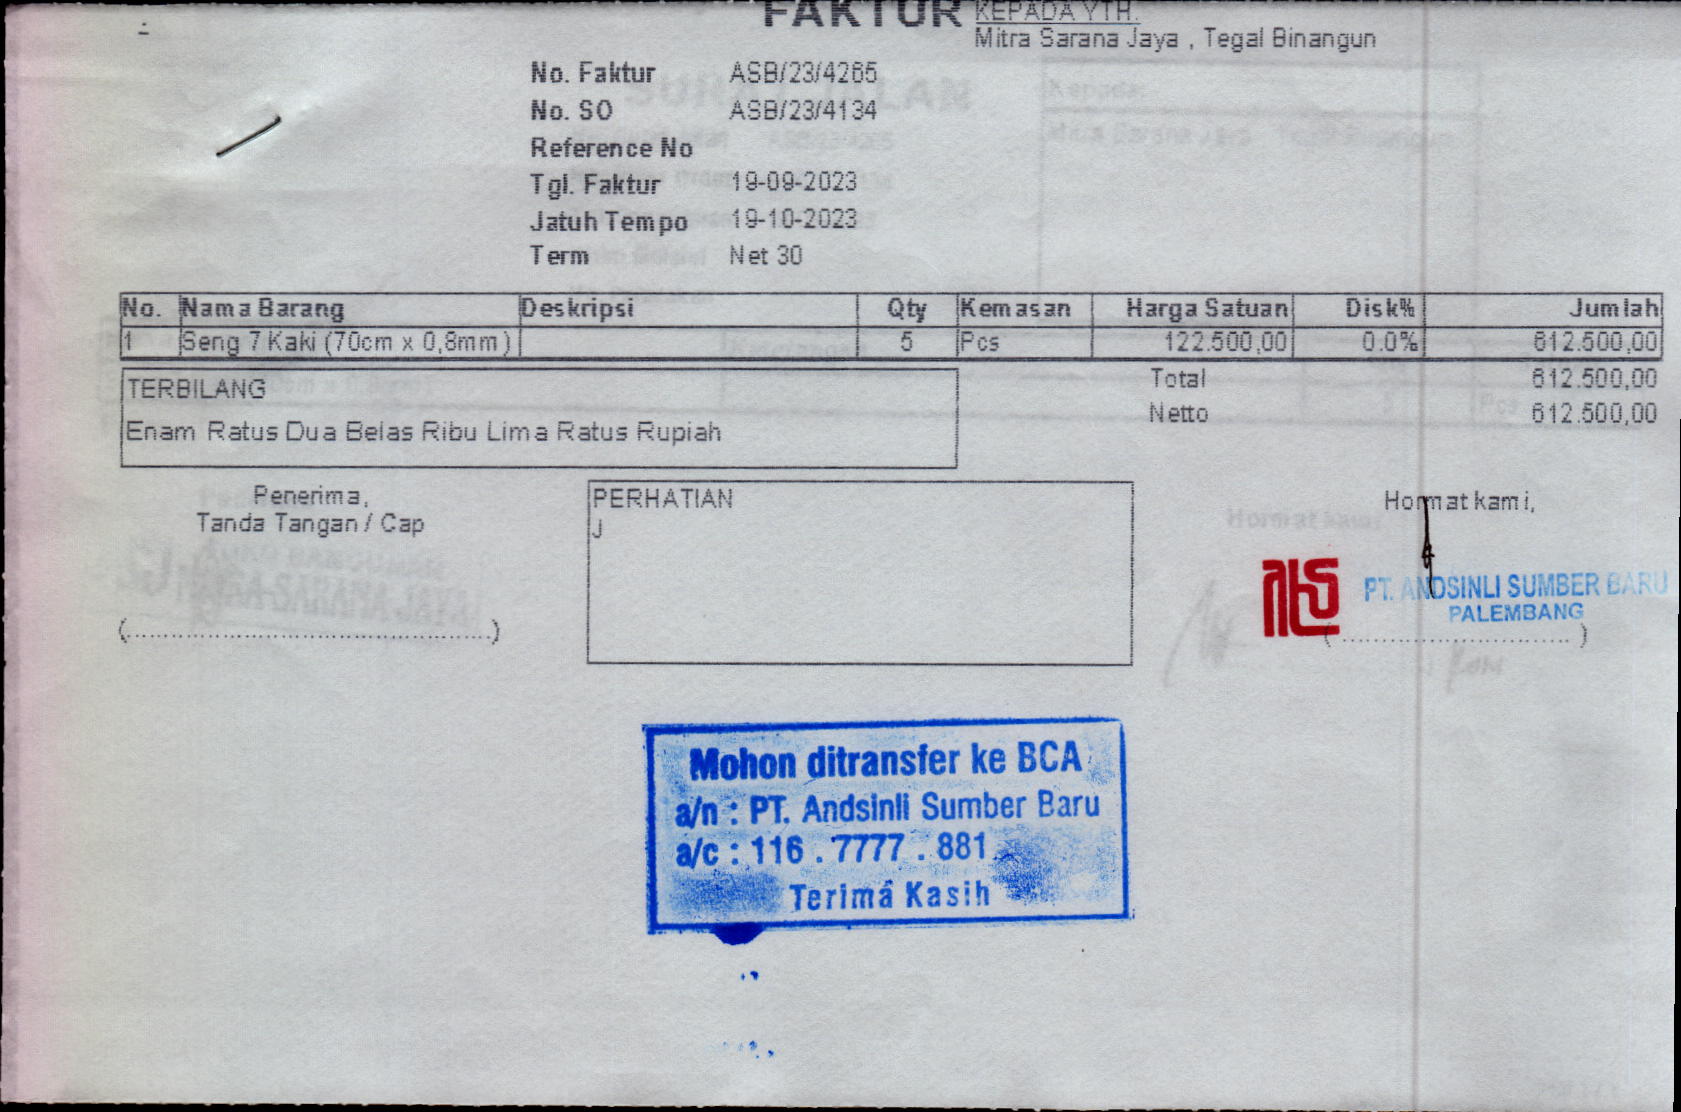 FAKTUR
KEPADA YTH.
Mitra Sarana Jaya , Tegal Binangun
No. Faktur ASB/23/4265
No. SO ASB/23/4134
Reference No
Tgl. Faktur 19-09-2023
Jatuh Tempo 19-10-2023
Term Net 30
No. Nama Barang Deskripsi Qty Kemasan Harga Satuan Disk% Jumlah
1 Seng 7 Kaki (70cm x 0,8mm) 5 Pcs 122.500,00 0.0% 612.500,00
TERBILANG
Enam Ratus Dua Belas Ribu Lima Ratus Rupiah
Total 612.500,00
Netto 612.500,00
Penerima,
Tanda Tangan / Cap
(..........................................)
PERHATIAN
J
Hormat kami,
PT. ANDSINLI SUMBER BARU
PALEMBANG
(..........................)
Mohon ditransfer ke BCA
a/n : PT. Andsinli Sumber Baru
a/c : 116 . 7777 . 881
Terima Kasih